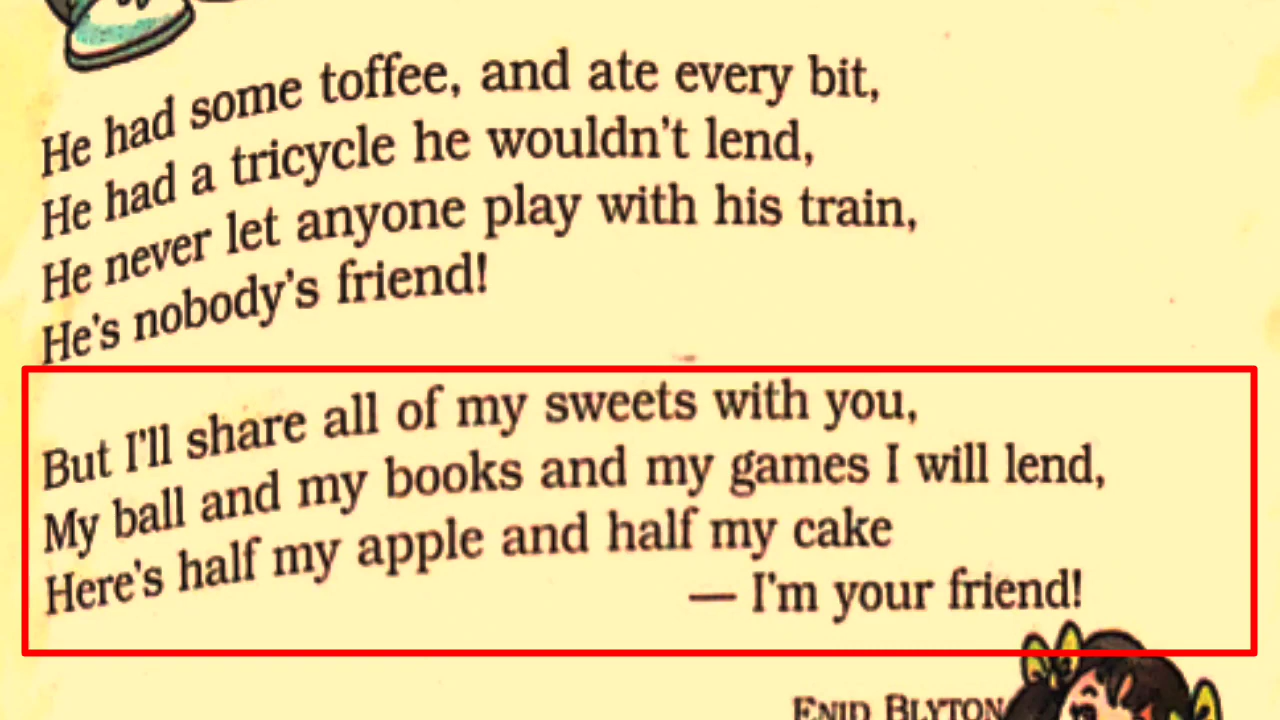 He had some toffee, and ate every bit,
He had a tricycle he wouldn't lend,
He never let anyone play with his train,
He's nobody's friend!
But I'll share all of my sweets with you,
My ball and my books and my games I will lend,
Here's half my apple and half my cake
— I'm your friend!
ENID BLYTON